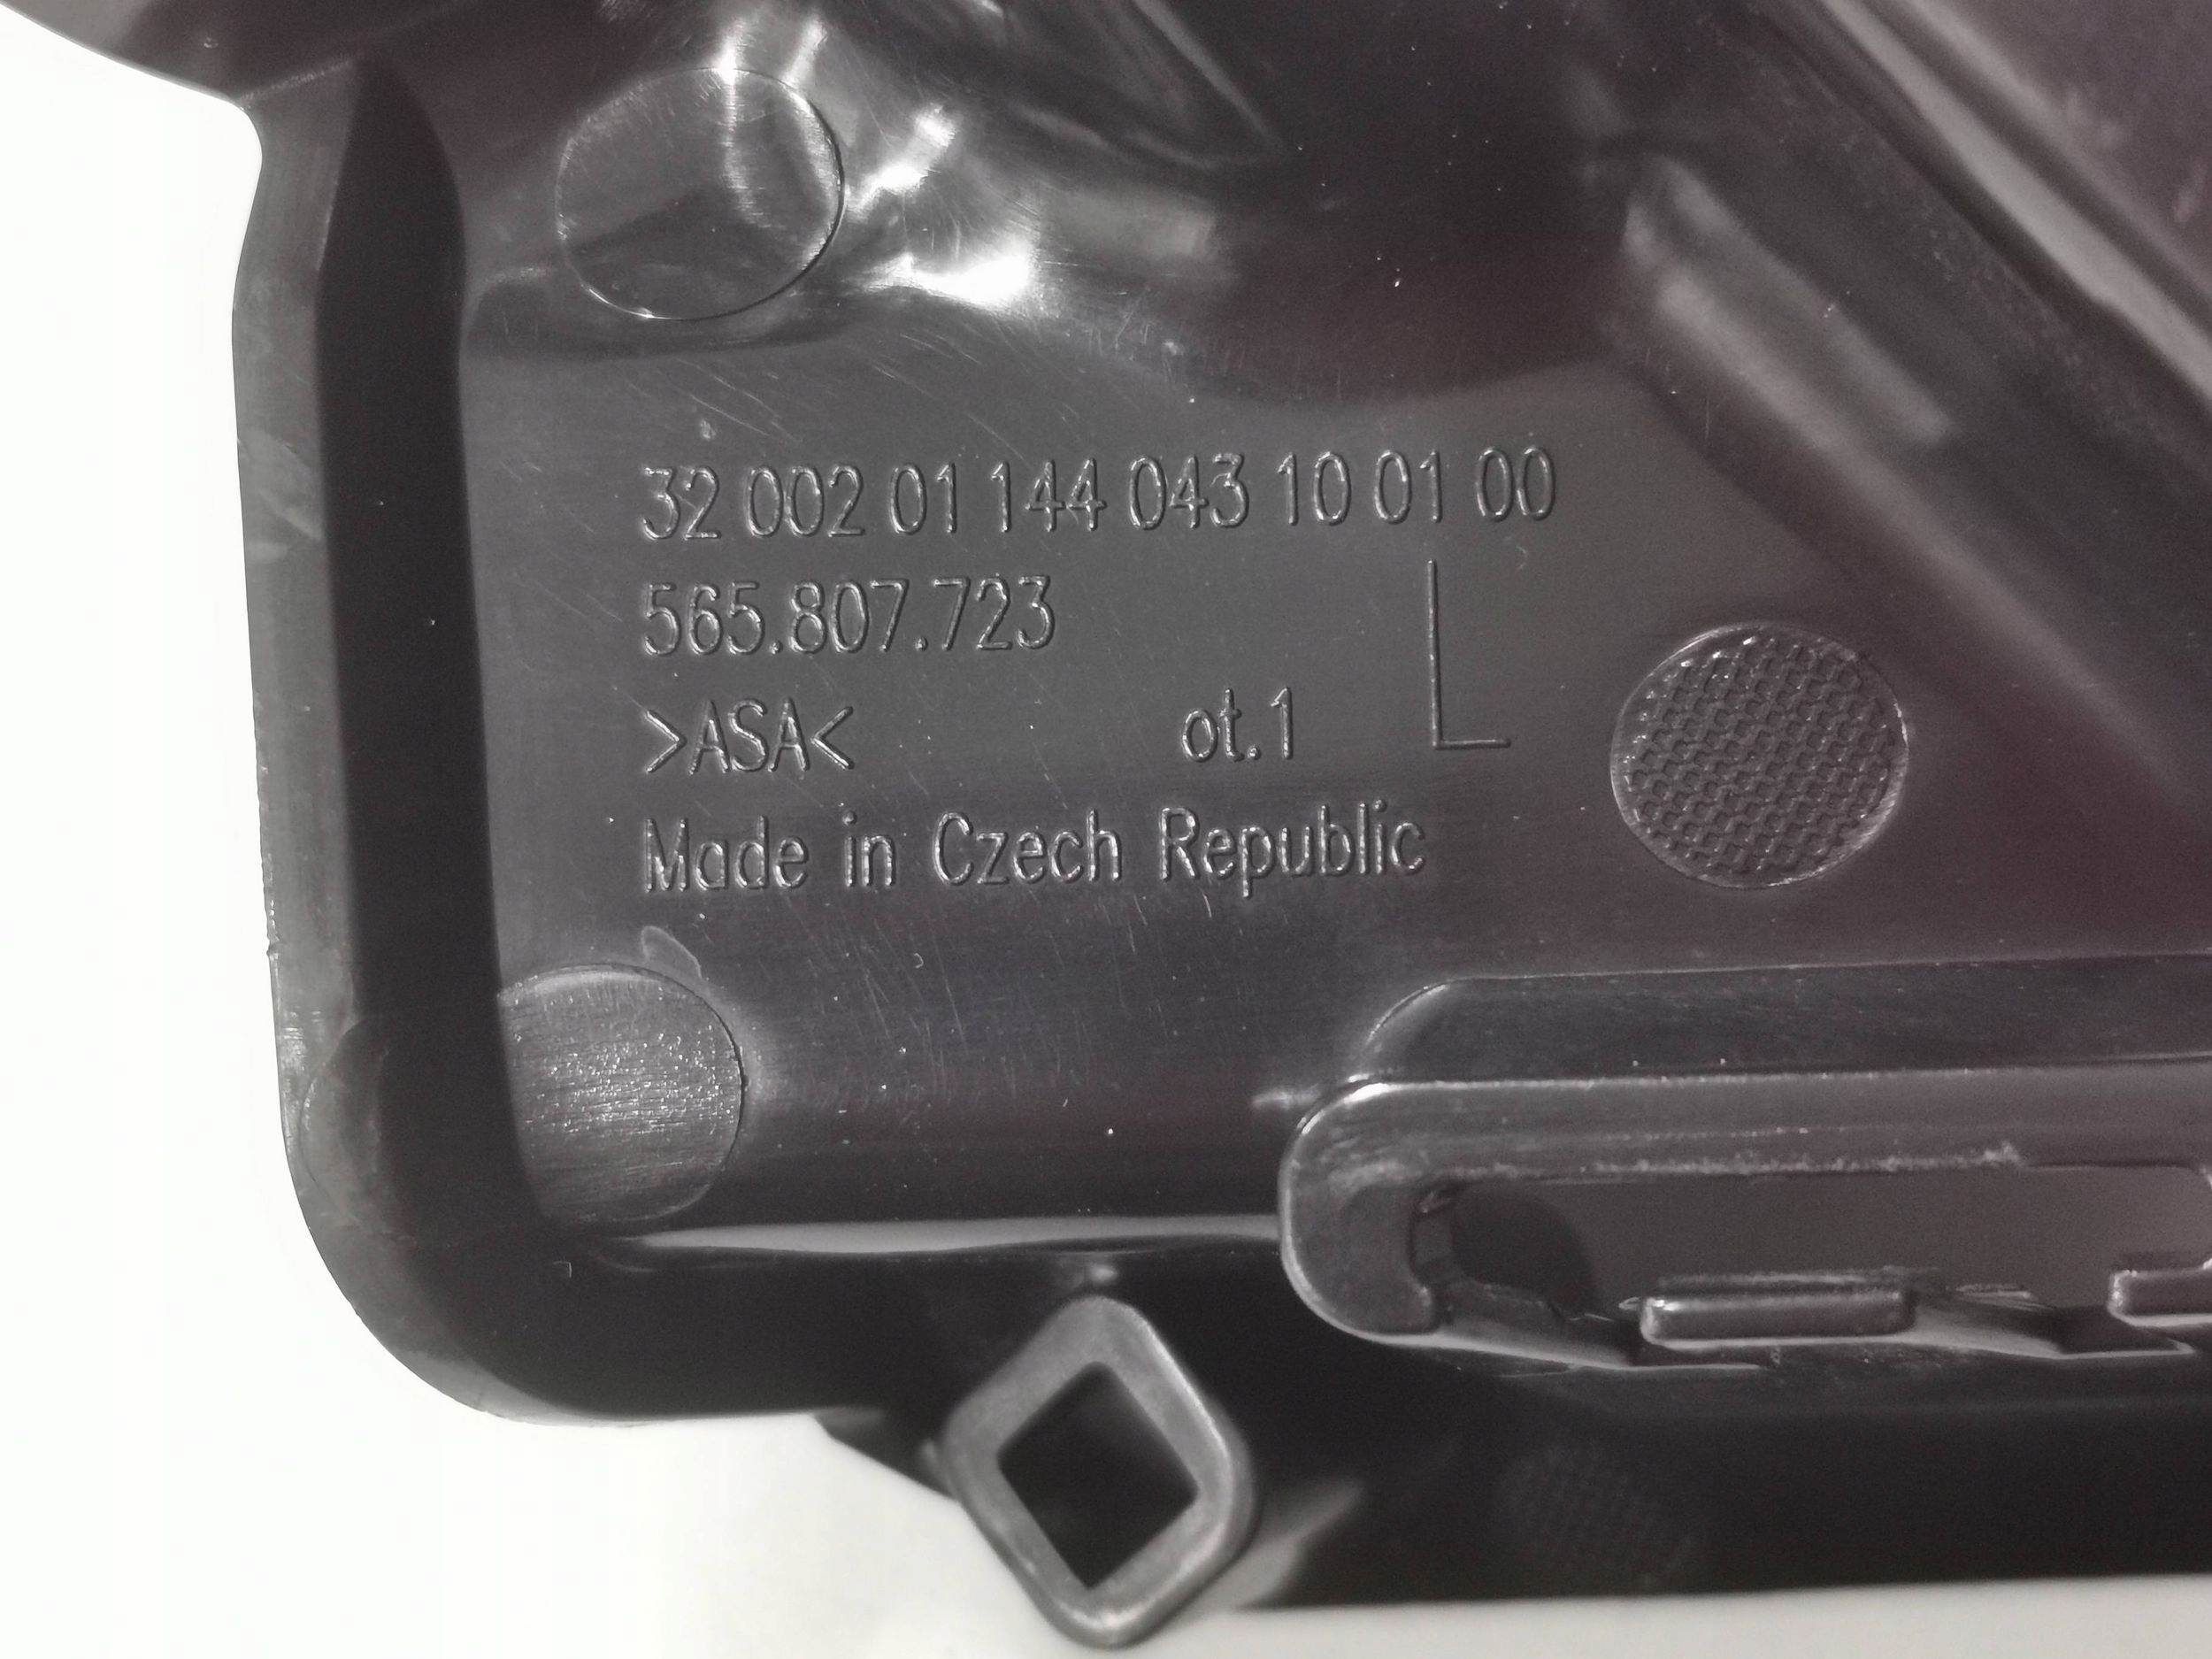 32 002 01 144 043 10 01 00
565.807.723
>ASA< ot.1 L
Made in Czech Republic